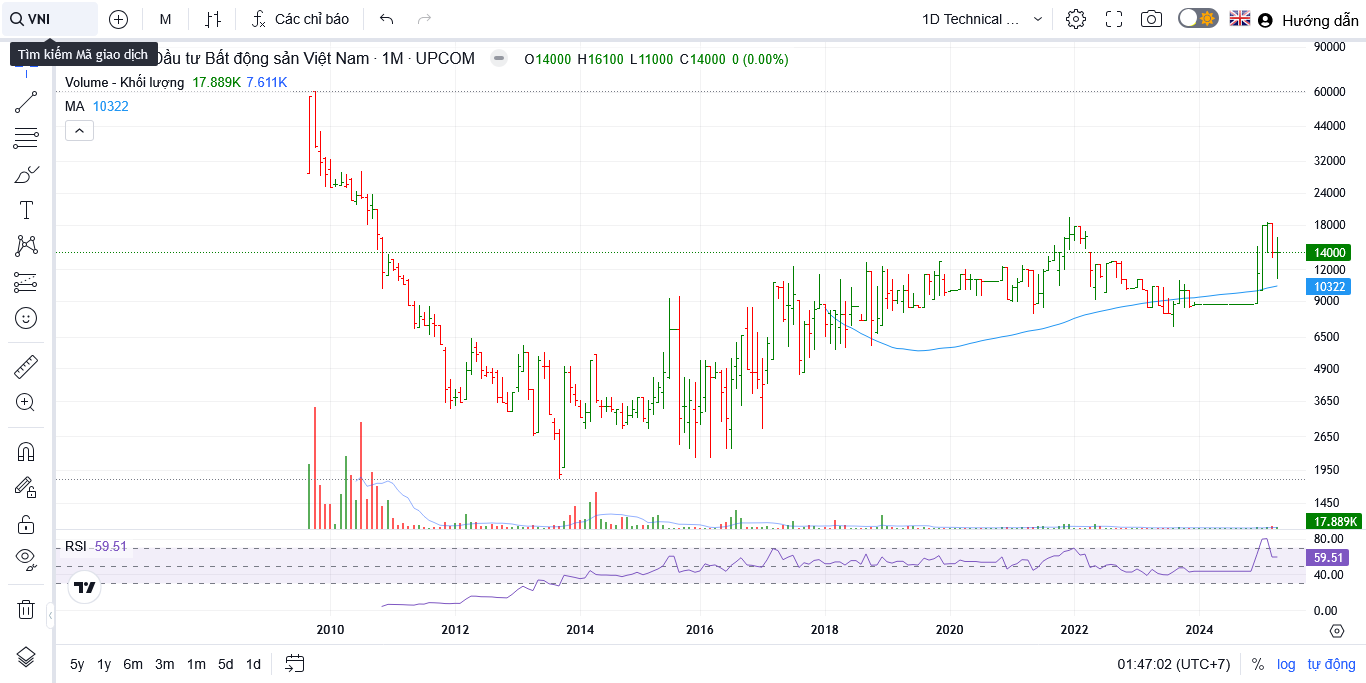 VNI
M
Các chỉ báo
1D Technical ...
Hướng dẫn
Tìm kiếm Mã giao dịch
Đầu tư Bất động sản Việt Nam · 1M · UPCOM
O14000 H16100 L11000 C14000 0 (0.00%)
Volume - Khối lượng 17.889K 7.611K
MA 10322
90000
60000
44000
32000
24000
18000
14000
12000
10322
9000
6500
4900
3650
2650
1950
1450
17.889K
RSI 59.51
80.00
59.51
40.00
0.00
2010 2012 2014 2016 2018 2020 2022 2024
5y 1y 6m 3m 1m 5d 1d
01:47:02 (UTC+7)
% log tự động